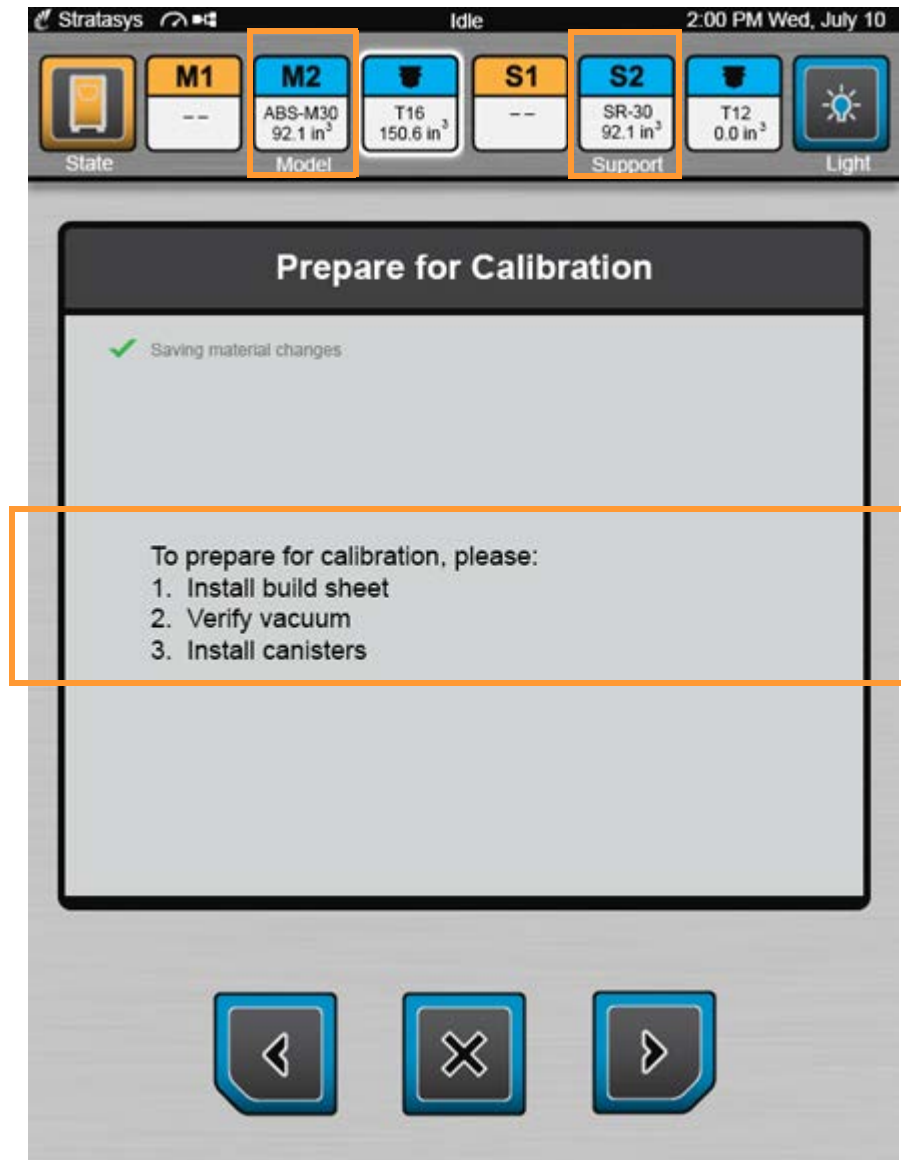 Stratasys Idle 2:00 PM Wed, July 10
M1 M2 S1 S2
-- ABS-M30 T16 -- SR-30 T12
92.1 in³ 150.6 in³ 92.1 in³ 0.0 in³
State Model Support Light
Prepare for Calibration
Saving material changes
To prepare for calibration, please:
1. Install build sheet
2. Verify vacuum
3. Install canisters